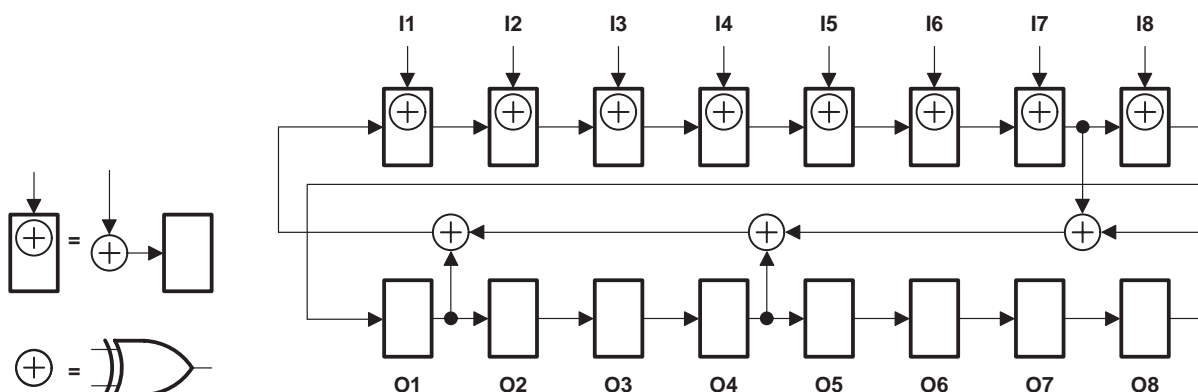 I1 I2 I3 I4 I5 I6 I7 I8
=
=
O1 O2 O3 O4 O5 O6 O7 O8